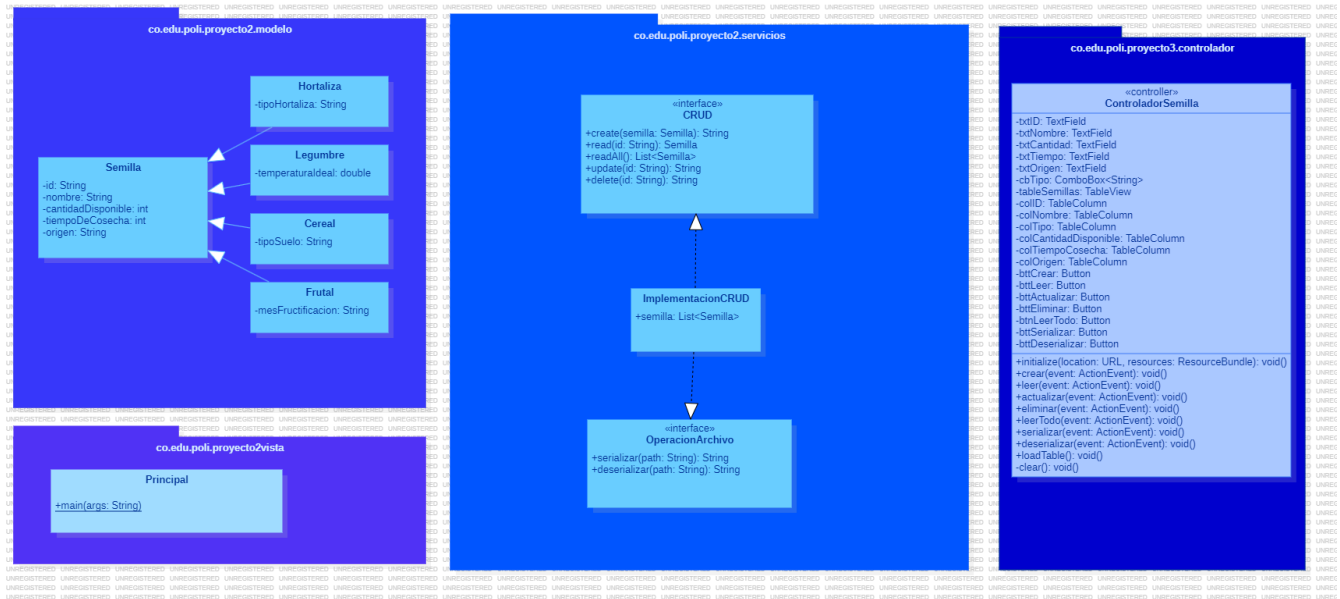 co.edu.poli.proyecto2.modelo
Hortaliza
-tipoHortaliza: String
Legumbre
-temperaturaIdeal: double
Semilla
-id: String
-nombre: String
-cantidadDisponible: int
-tiempoDeCosecha: int
-origen: String
Cereal
-tipoSuelo: String
Frutal
-mesFructificacion: String
co.edu.poli.proyecto2vista
Principal
+main(args: String)
co.edu.poli.proyecto2.servicios
«interface»
CRUD
+create(semilla: Semilla): String
+read(id: String): Semilla
+readAll(): List<Semilla>
+update(id: String): String
+delete(id: String): String
ImplementacionCRUD
+semilla: List<Semilla>
«interface»
OperacionArchivo
+serializar(path: String): String
+deserializar(path: String): String
co.edu.poli.proyecto3.controlador
«controller»
ControladorSemilla
-txtID: TextField
-txtNombre: TextField
-txtCantidad: TextField
-txtTiempo: TextField
-txtOrigen: TextField
-cbTipo: ComboBox<String>
-tableSemillas: TableView
-colID: TableColumn
-colNombre: TableColumn
-colTipo: TableColumn
-colCantidadDisponible: TableColumn
-colTiempoCosecha: TableColumn
-colOrigen: TableColumn
-bttCrear: Button
-bttLeer: Button
-bttActualizar: Button
-bttEliminar: Button
-btnLeerTodo: Button
-bttSerializar: Button
-bttDeserializar: Button
+initialize(location: URL, resources: ResourceBundle): void()
+crear(event: ActionEvent): void()
+leer(event: ActionEvent): void()
+actualizar(event: ActionEvent): void()
+eliminar(event: ActionEvent): void()
+leerTodo(event: ActionEvent): void()
+serializar(event: ActionEvent): void()
+deserializar(event: ActionEvent): void()
+loadTable(): void()
-clear(): void()
UNREGISTERED